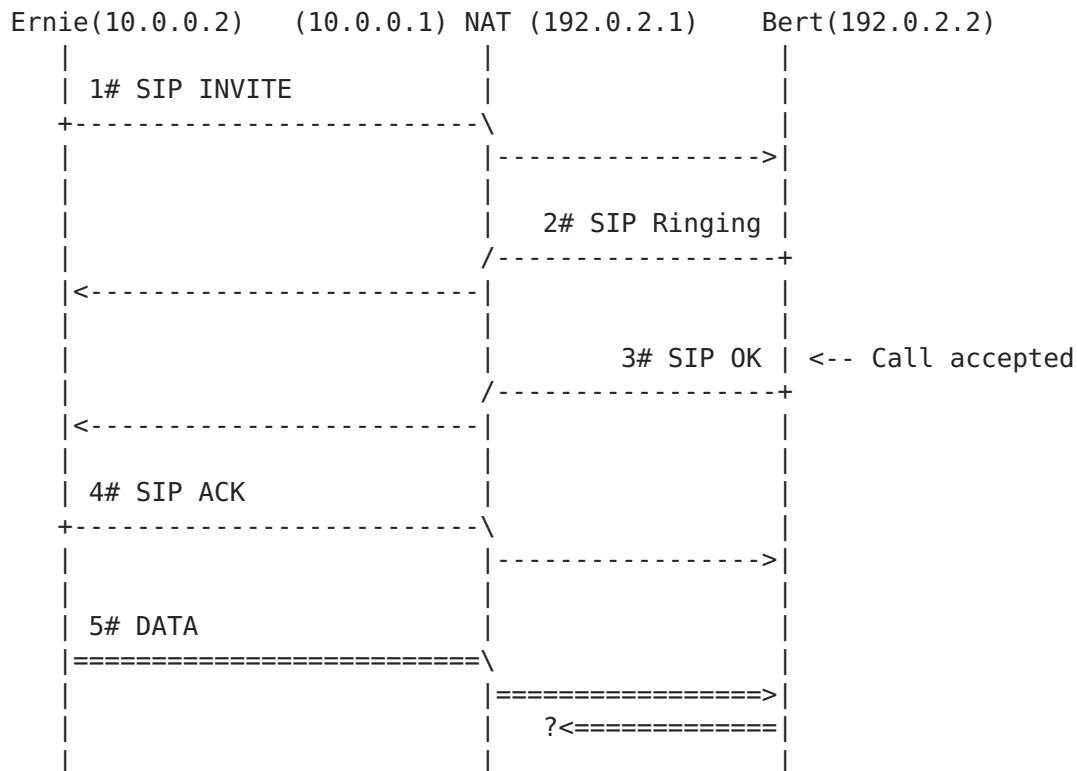 Ernie(10.0.0.2) (10.0.0.1) NAT (192.0.2.1) Bert(192.0.2.2)
1# SIP INVITE
2# SIP Ringing
3# SIP OK <-- Call accepted
4# SIP ACK
5# DATA
?